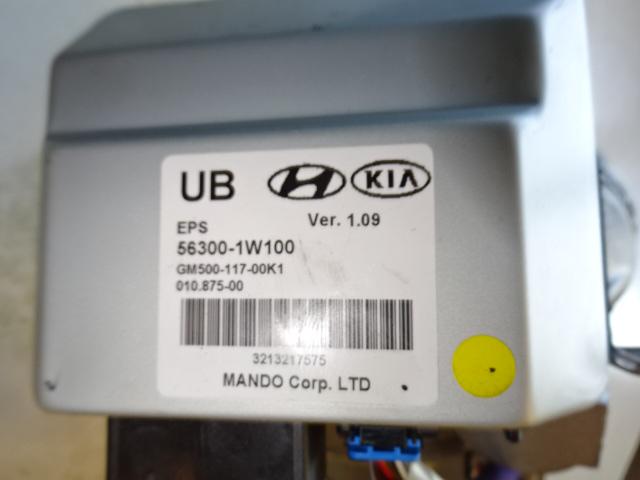 UB KIA
EPS Ver. 1.09
56300-1W100
GM500-117-00K1
010.875-00
3213217575
MANDO Corp. LTD